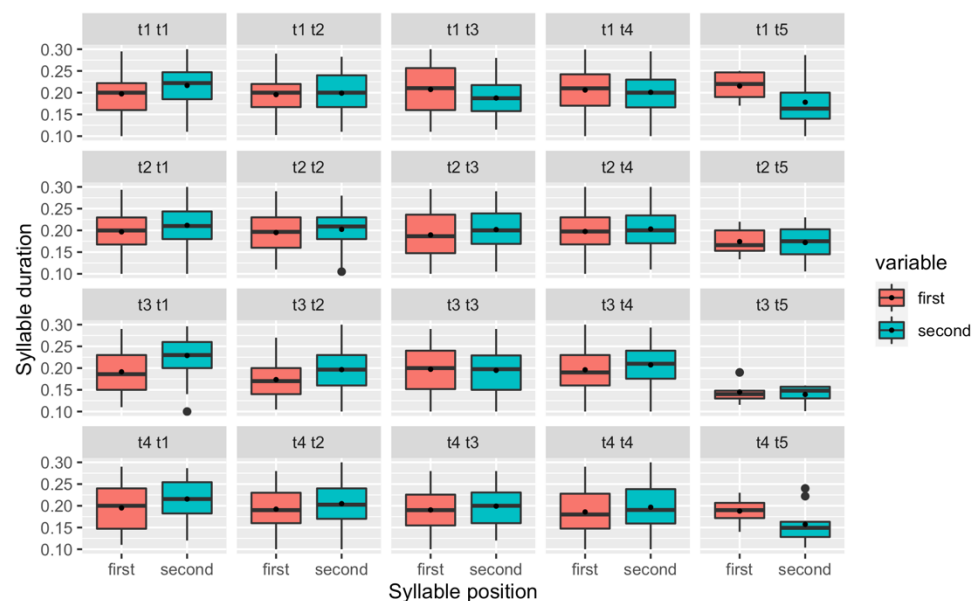 t1 t1 t1 t2 t1 t3 t1 t4 t1 t5
0.30
0.25
0.20
0.15
0.10
t2 t1 t2 t2 t2 t3 t2 t4 t2 t5
0.30
0.25
0.20
0.15
0.10
t3 t1 t3 t2 t3 t3 t3 t4 t3 t5
0.30
0.25
0.20
0.15
0.10
t4 t1 t4 t2 t4 t3 t4 t4 t4 t5
0.30
0.25
0.20
0.15
0.10
first second first second first second first second first second
Syllable position
Syllable duration
variable
first
second